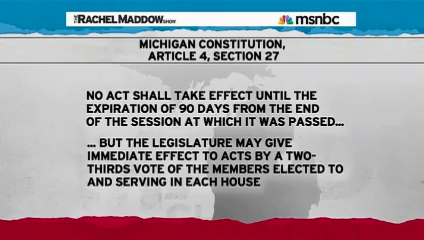 THE RACHEL MADDOW SHOW
msnbc
MICHIGAN CONSTITUTION,
ARTICLE 4, SECTION 27
NO ACT SHALL TAKE EFFECT UNTIL THE
EXPIRATION OF 90 DAYS FROM THE END
OF THE SESSION AT WHICH IT WAS PASSED...
... BUT THE LEGISLATURE MAY GIVE
IMMEDIATE EFFECT TO ACTS BY A TWO-
THIRDS VOTE OF THE MEMBERS ELECTED TO
AND SERVING IN EACH HOUSE